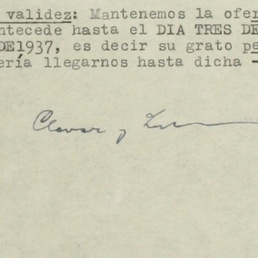 validez: Mantenemos la ofer
ntecede hasta el DIA TRES DE
DE1937, es decir su grato pe
ería llegarnos hasta dicha